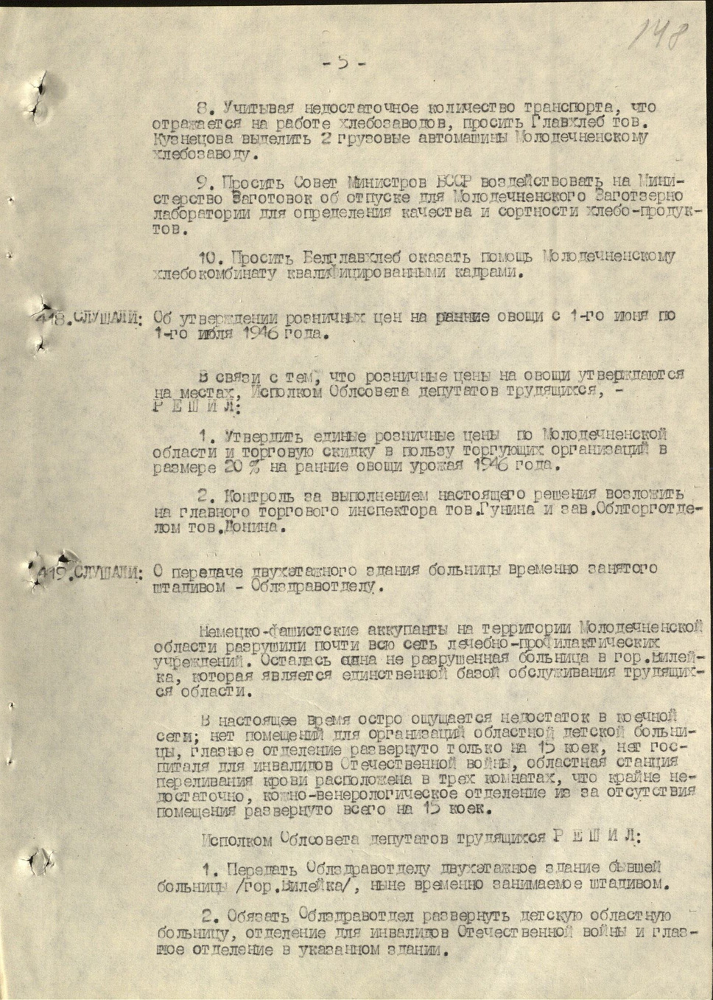 148
- 5 -
8. Учитывая недостаточное количество транспорта, что
отражается на работе хлебозаводов, просить Главхлеб тов.
Кузнецова выделить 2 грузовые автомашины Молодечненскому
хлебозаводу.
9. Просить Совет Министров БССР воздействовать на Мини-
стерство Заготовок об отпуске для Молодечненского Заготзерно
лаборатории для определения качества и сортности хлебо-продук-
тов.
10. Просить Белглавхлеб оказать помощь Молодечненскому
хлебокомбинату квалифицированными кадрами.
418.СЛУШАЛИ: Об утверждении розничных цен на ранние овощи с 1-го июня по
1-го июля 1946 года.
В связи с тем, что розничные цены на овощи утверждаются
на местах, Исполком Облсовета депутатов трудящихся, -
Р Е Ш И Л:
1. Утвердить единые розничные цены по Молодечненской
области и торговую скидку в пользу торгующих организаций в
размере 20 % на ранние овощи урожая 1946 года.
2. Контроль за выполнением настоящего решения возложить
на главного торгового инспектора тов.Гунина и зав.Облторготде-
лом тов.Донина.
419.СЛУШАЛИ: О передаче двухэтажного здания больницы временно занятого
штадивом - Облздравотделу.
Немецко-фашистские аккупанты на территории Молодечненской
области разрушили почти всю сеть лечебно-профилактических
учреждений. Осталась одна не разрушенная больница в гор.Вилей-
ка, которая является единственной базой обслуживания трудящих-
ся области.
В настоящее время остро ощущается недостаток в коечной
сети; нет помещений для организаций областной детской больни-
цы, глазное отделение развернуто только на 15 коек, нет гос-
питаля для инвалидов Отечественной войны, областная станция
переливания крови расположена в трех комнатах, что крайне не-
достаточно, кожно-венерологическое отделение из за отсутствия
помещения развернуто всего на 15 коек.
Исполком Облсовета депутатов трудящихся Р Е Ш И Л:
1. Передать Облздравотделу двухэтажное здание бывшей
больницы /гор.Вилейка/, ныне временно занимаемое штадивом.
2. Обязать Облздравотдел развернуть детскую областную
больницу, отделение для инвалидов Отечественной войны и глаз-
ное отделение в указанном здании.